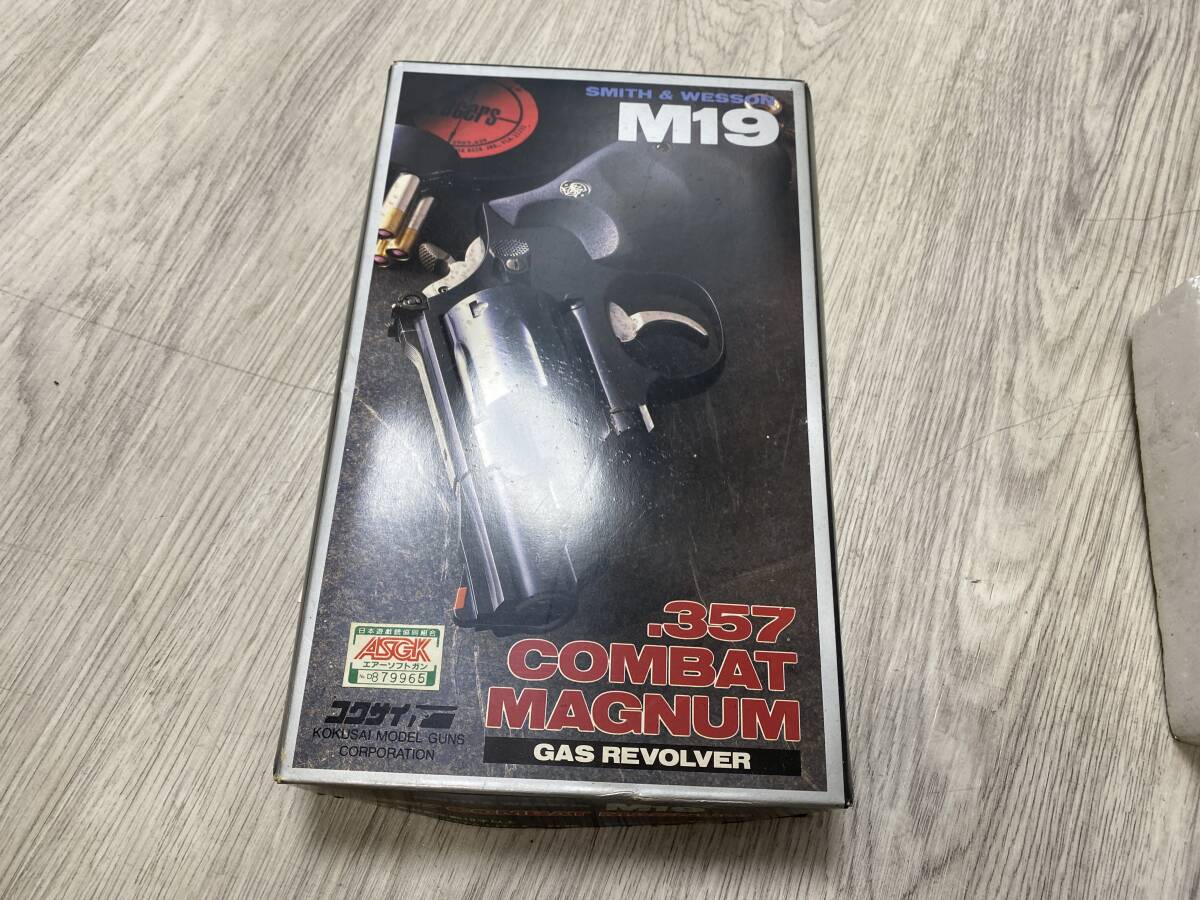 SMITH & WESSON
M19
.357
COMBAT
MAGNUM
GAS REVOLVER
日本遊戯銃協同組合
ASGK
エアーソフトガン
No.D879965
コクサイ
KOKUSAI MODEL GUNS
CORPORATION
M19